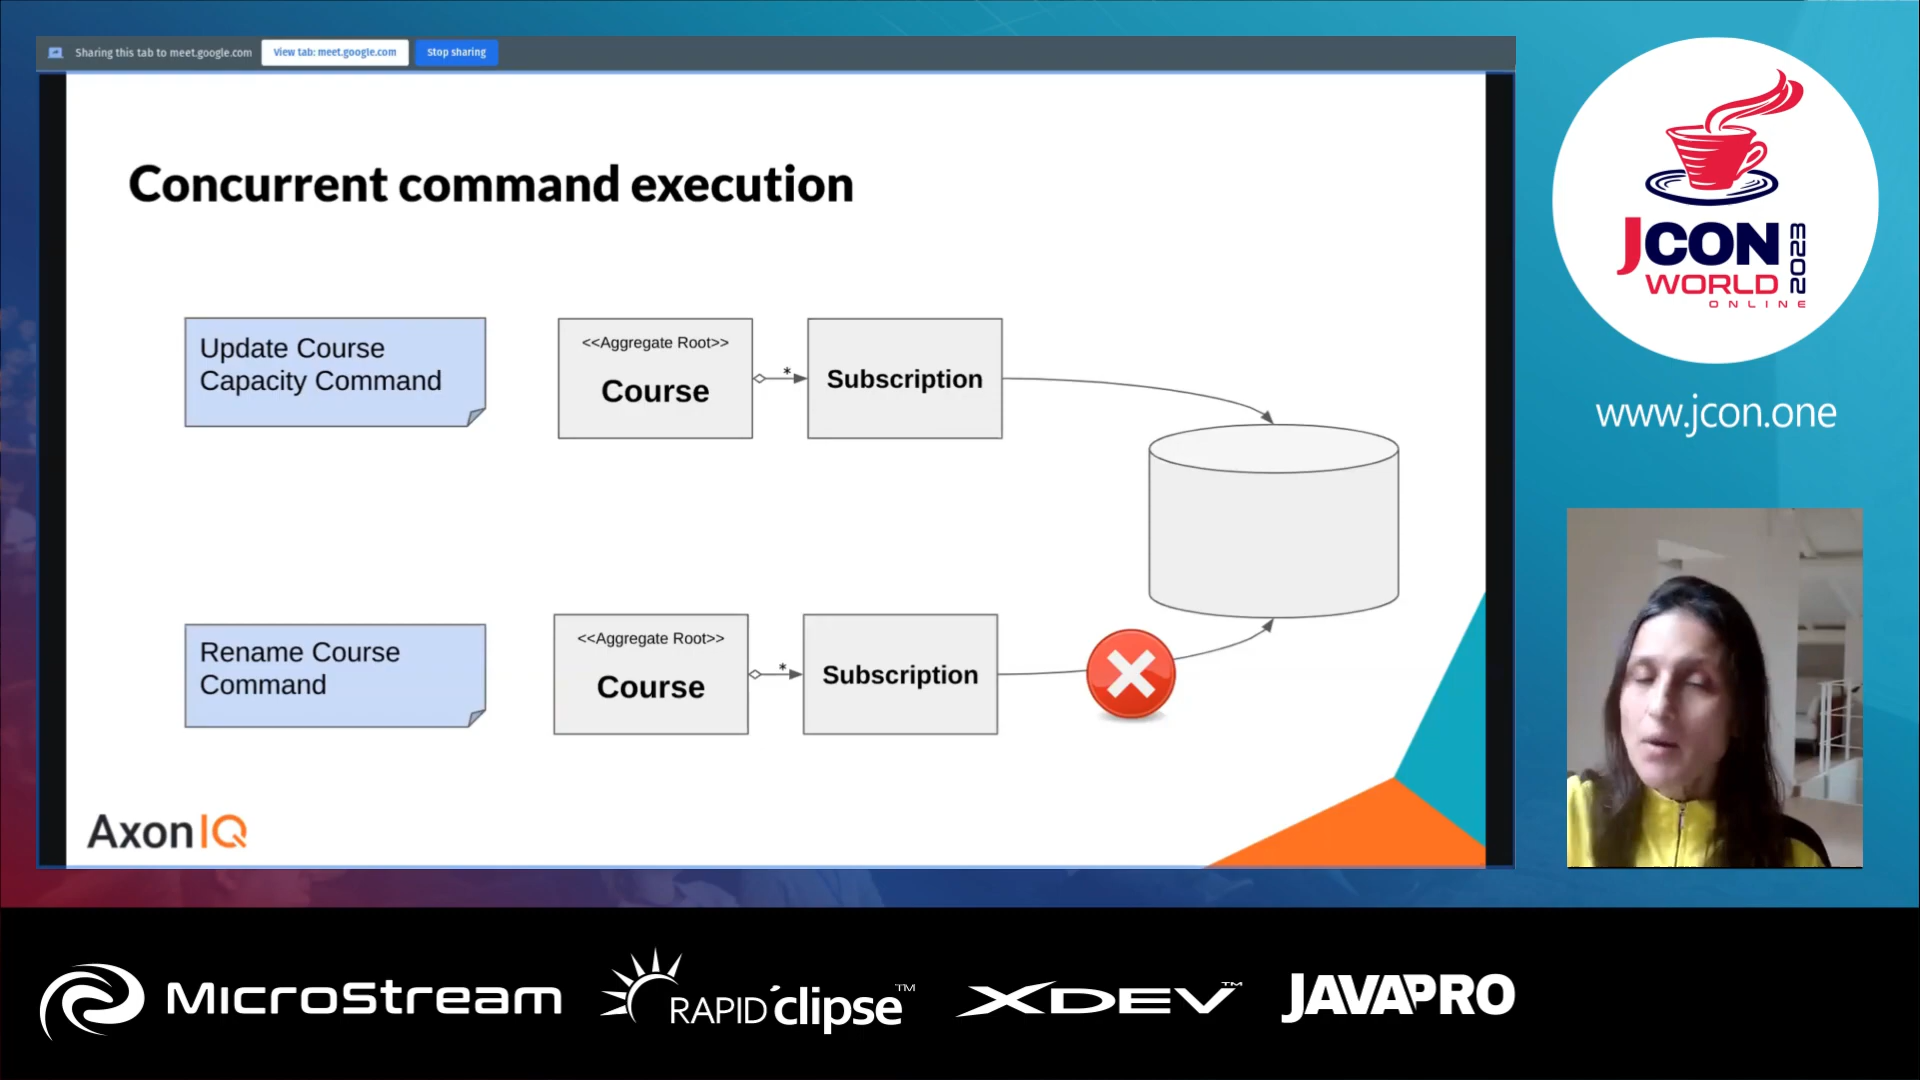 Sharing this tab to meet.google.com
View tab: meet.google.com
Stop sharing
Concurrent command execution
Update Course
Capacity Command
<<Aggregate Root>>
Course
*
Subscription
Rename Course
Command
<<Aggregate Root>>
Course
*
Subscription
AxonIQ
JCON
WORLD
ONLINE
2023
www.jcon.one
MicroStream
RAPID'clipse™
XDEV™
JAVAPRO